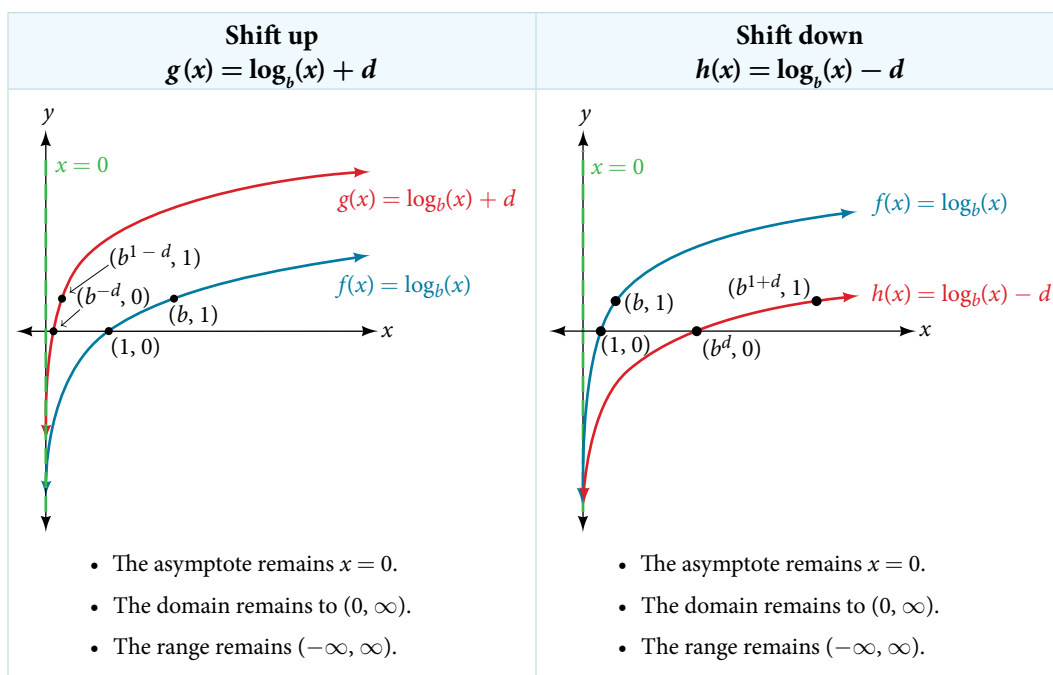 Shift up
g(x) = log_b(x) + d
y
x = 0
g(x) = log_b(x) + d
(b^{1 − d}, 1)
(b^{−d}, 0)
f(x) = log_b(x)
(b, 1)
x
(1, 0)
• The asymptote remains x = 0.
• The domain remains to (0, ∞).
• The range remains (−∞, ∞).
Shift down
h(x) = log_b(x) − d
y
x = 0
f(x) = log_b(x)
(b^{1+d}, 1)
h(x) = log_b(x) − d
(b, 1)
x
(1, 0)
(b^d, 0)
• The asymptote remains x = 0.
• The domain remains to (0, ∞).
• The range remains (−∞, ∞).